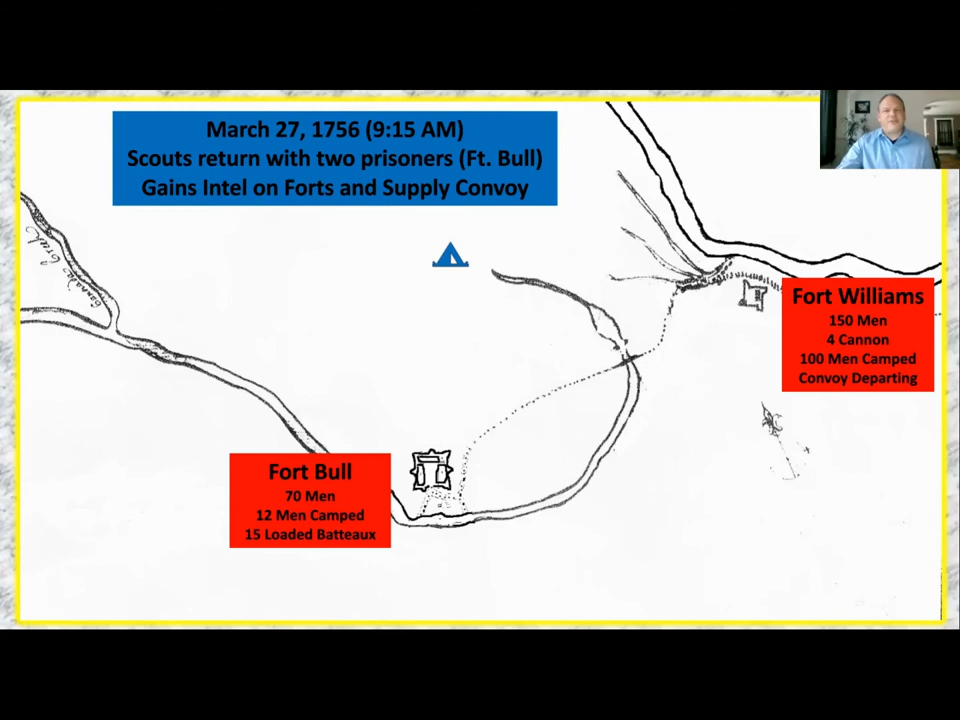 March 27, 1756 (9:15 AM)
Scouts return with two prisoners (Ft. Bull)
Gains Intel on Forts and Supply Convoy
Fort Williams
150 Men
4 Cannon
100 Men Camped
Convoy Departing
Fort Bull
70 Men
12 Men Camped
15 Loaded Batteaux